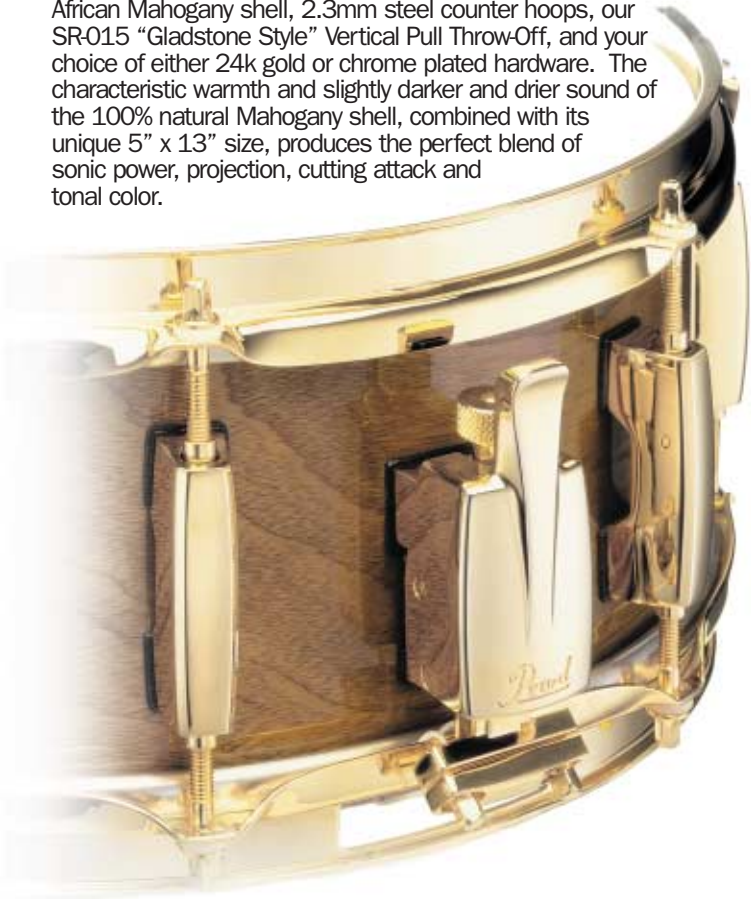 African Mahogany shell, 2.3mm steel counter hoops, our
SR-015 “Gladstone Style” Vertical Pull Throw-Off, and your
choice of either 24k gold or chrome plated hardware.  The
characteristic warmth and slightly darker and drier sound of
the 100% natural Mahogany shell, combined with its
unique 5” x 13” size, produces the perfect blend of
sonic power, projection, cutting attack and
tonal color.
Pearl